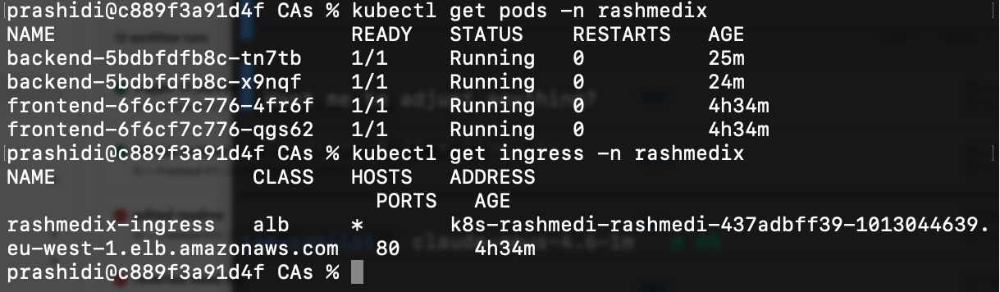 [prashidi@c889f3a91d4f CAs % kubectl get pods -n rashmedix ]
NAME READY STATUS RESTARTS AGE
backend-5bdbfdfb8c-tn7tb 1/1 Running 0 25m
backend-5bdbfdfb8c-x9nqf 1/1 Running 0 24m
frontend-6f6cf7c776-4fr6f 1/1 Running 0 4h34m
frontend-6f6cf7c776-qgs62 1/1 Running 0 4h34m
[prashidi@c889f3a91d4f CAs % kubectl get ingress -n rashmedix ]
NAME CLASS HOSTS ADDRESS
PORTS AGE
rashmedix-ingress alb * k8s-rashmedi-rashmedi-437adbff39-1013044639.
eu-west-1.elb.amazonaws.com 80 4h34m
prashidi@c889f3a91d4f CAs %